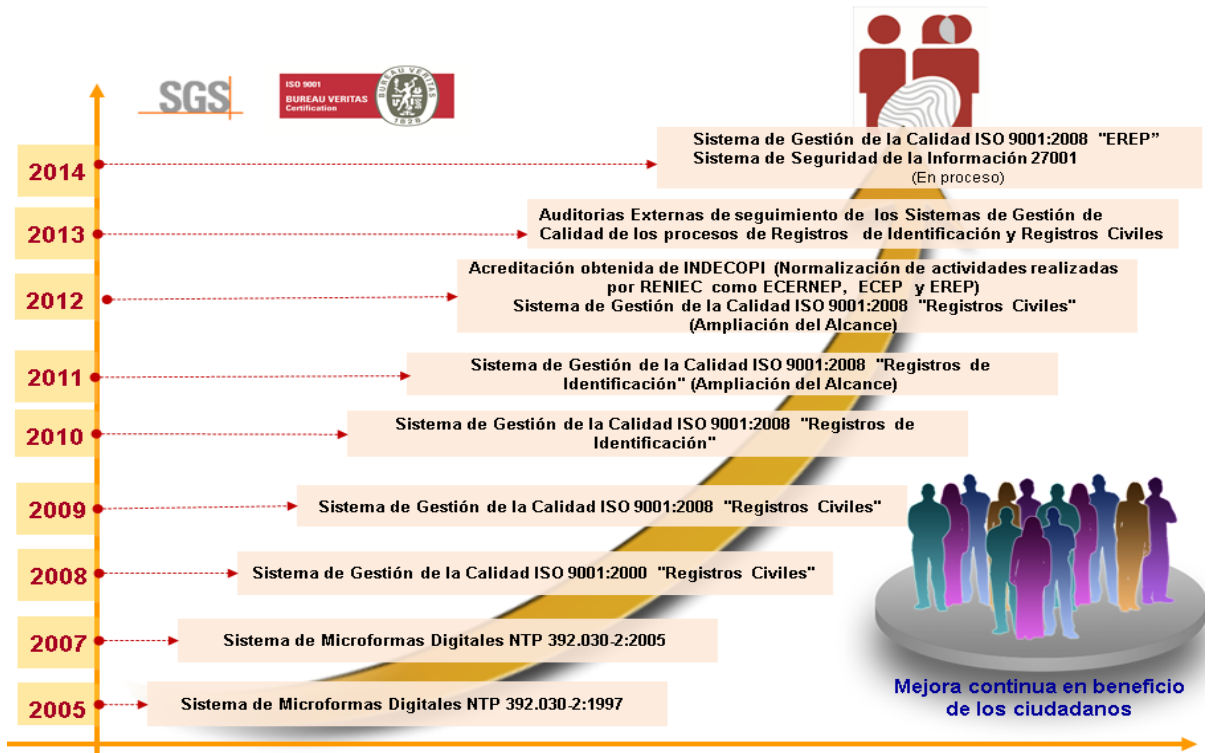 SGS
ISO 9001
BUREAU VERITAS
Certification
BUREAU VERITAS
1828
2014
Sistema de Gestión de la Calidad ISO 9001:2008 "EREP”
Sistema de Seguridad de la Información 27001
(En proceso)
2013
Auditorias Externas de seguimiento de los Sistemas de Gestión de
Calidad de los procesos de Registros de Identificación y Registros Civiles
2012
Acreditación obtenida de INDECOPI (Normalización de actividades realizadas
por RENIEC como ECERNEP, ECEP y EREP)
Sistema de Gestión de la Calidad ISO 9001:2008 "Registros Civiles"
(Ampliación del Alcance)
2011
Sistema de Gestión de la Calidad ISO 9001:2008 "Registros de
Identificación" (Ampliación del Alcance)
2010
Sistema de Gestión de la Calidad ISO 9001:2008 "Registros de
Identificación"
2009
Sistema de Gestión de la Calidad ISO 9001:2008 "Registros Civiles"
2008
Sistema de Gestión de la Calidad ISO 9001:2000 "Registros Civiles"
2007
Sistema de Microformas Digitales NTP 392.030-2:2005
2005
Sistema de Microformas Digitales NTP 392.030-2:1997
Mejora continua en beneficio
de los ciudadanos